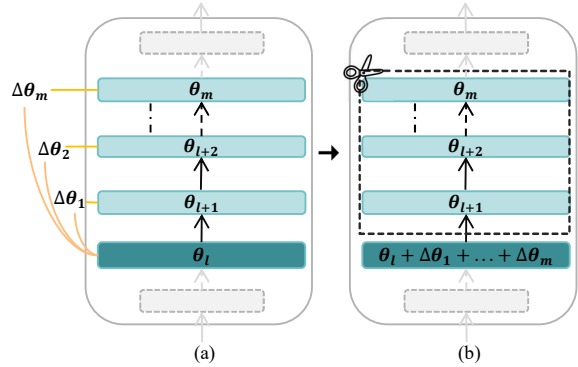 Δθₘ θₘ θₘ
Δθ₂ θₗ₊₂ θₗ₊₂
Δθ₁ θₗ₊₁ θₗ₊₁
θₗ θₗ + Δθ₁ + … + Δθₘ
(a) (b)